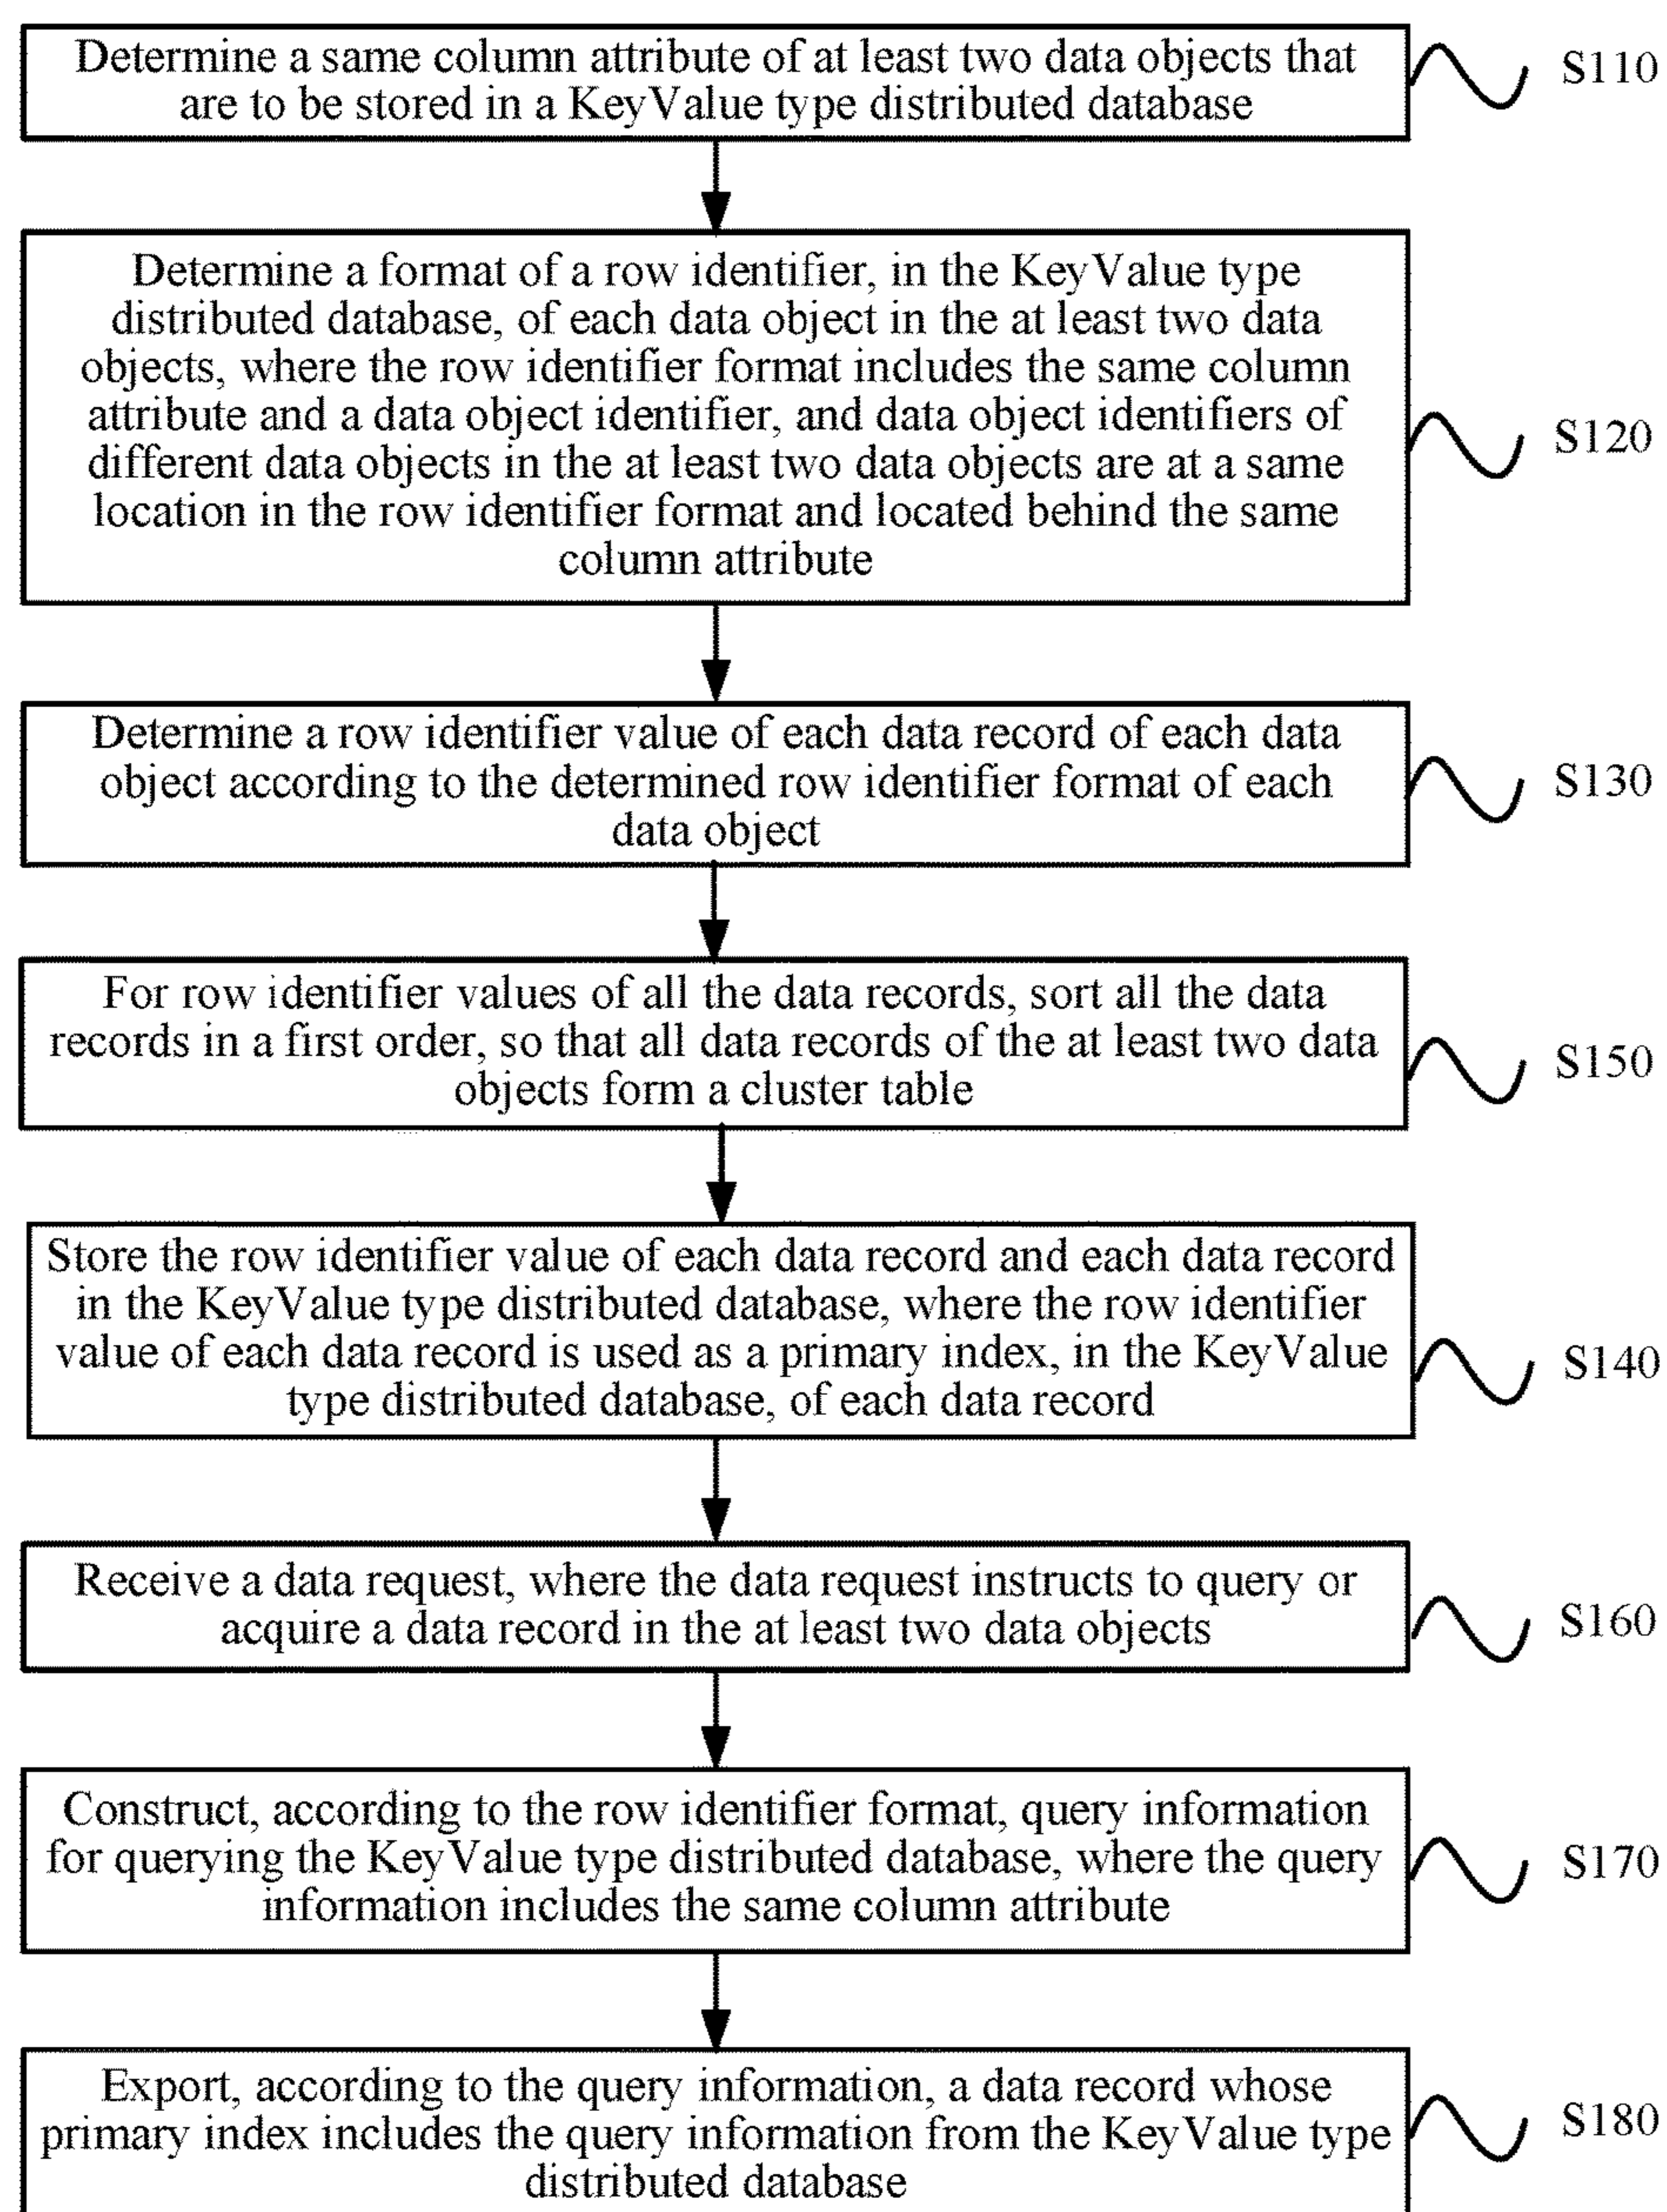 Determine a same column attribute of at least two data objects that
are to be stored in a KeyValue type distributed database
S110
Determine a format of a row identifier, in the KeyValue type
distributed database, of each data object in the at least two data
objects, where the row identifier format includes the same column
attribute and a data object identifier, and data object identifiers of
different data objects in the at least two data objects are at a same
location in the row identifier format and located behind the same
column attribute
S120
Determine a row identifier value of each data record of each data
object according to the determined row identifier format of each
data object
S130
For row identifier values of all the data records, sort all the data
records in a first order, so that all data records of the at least two data
objects form a cluster table
S150
Store the row identifier value of each data record and each data record
in the KeyValue type distributed database, where the row identifier
value of each data record is used as a primary index, in the KeyValue
type distributed database, of each data record
S140
Receive a data request, where the data request instructs to query or
acquire a data record in the at least two data objects
S160
Construct, according to the row identifier format, query information
for querying the KeyValue type distributed database, where the query
information includes the same column attribute
S170
Export, according to the query information, a data record whose
primary index includes the query information from the KeyValue type
distributed database
S180